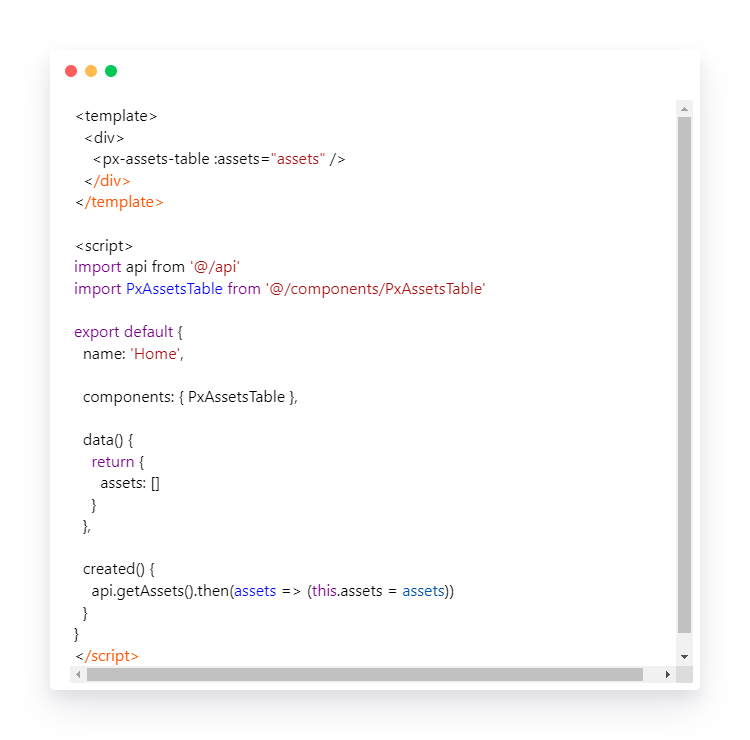 <template>
  <div>
    <px-assets-table :assets="assets" />
  </div>
</template>

<script>
import api from '@/api'
import PxAssetsTable from '@/components/PxAssetsTable'

export default {
  name: 'Home',

  components: { PxAssetsTable },

  data() {
    return {
      assets: []
    }
  },

  created() {
    api.getAssets().then(assets => (this.assets = assets))
  }
}
</script>